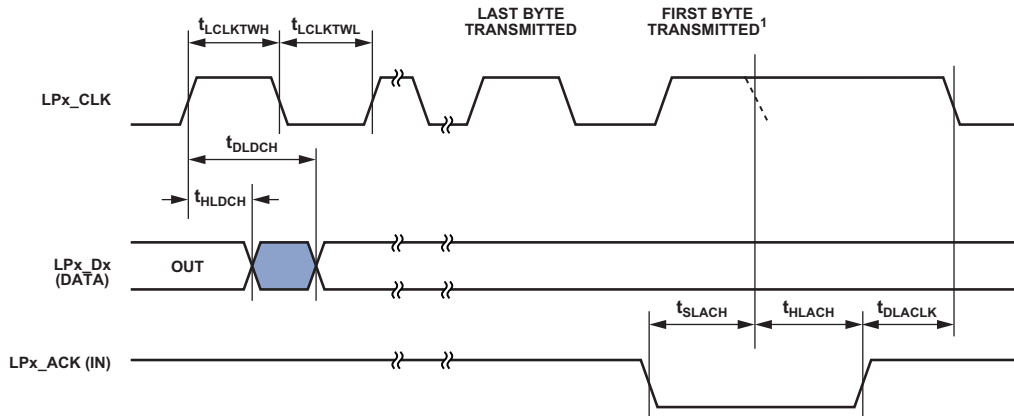 LAST BYTE
TRANSMITTED
FIRST BYTE
TRANSMITTED1
tLCLKTWH
tLCLKTWL
LPx_CLK
tDLDCH
tHLDCH
LPx_Dx
(DATA)
OUT
tSLACH
tHLACH
tDLACLK
LPx_ACK (IN)